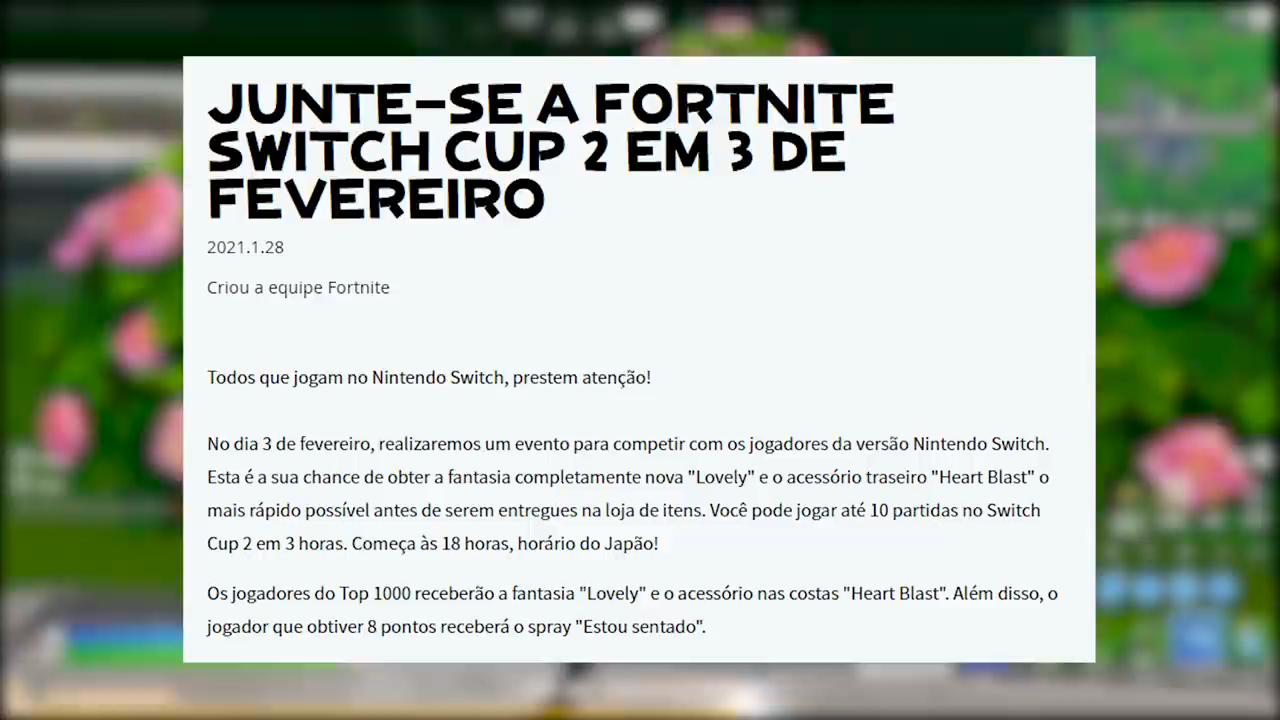 JUNTE-SE A FORTNITE
SWITCH CUP 2 EM 3 DE
FEVEREIRO
2021.1.28
Criou a equipe Fortnite
Todos que jogam no Nintendo Switch, prestem atenção!
No dia 3 de fevereiro, realizaremos um evento para competir com os jogadores da versão Nintendo Switch.
Esta é a sua chance de obter a fantasia completamente nova "Lovely" e o acessório traseiro "Heart Blast" o
mais rápido possível antes de serem entregues na loja de itens. Você pode jogar até 10 partidas no Switch
Cup 2 em 3 horas. Começa às 18 horas, horário do Japão!
Os jogadores do Top 1000 receberão a fantasia "Lovely" e o acessório nas costas "Heart Blast". Além disso, o
jogador que obtiver 8 pontos receberá o spray "Estou sentado".